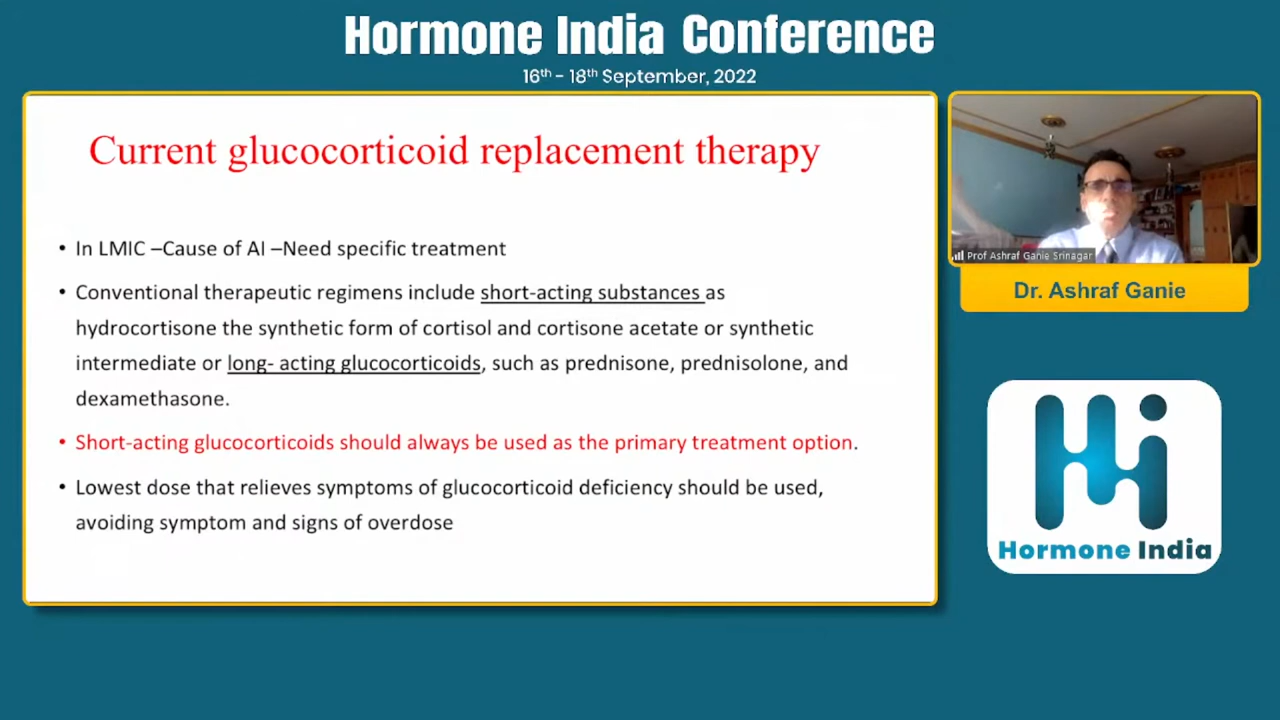 Hormone India Conference
16th - 18th September, 2022
Current glucocorticoid replacement therapy
• In LMIC –Cause of AI –Need specific treatment
• Conventional therapeutic regimens include short-acting substances as
hydrocortisone the synthetic form of cortisol and cortisone acetate or synthetic
intermediate or long- acting glucocorticoids, such as prednisone, prednisolone, and
dexamethasone.
• Short-acting glucocorticoids should always be used as the primary treatment option.
• Lowest dose that relieves symptoms of glucocorticoid deficiency should be used,
avoiding symptom and signs of overdose
Prof Ashraf Ganie Srinagar
Dr. Ashraf Ganie
Hi
Hormone India